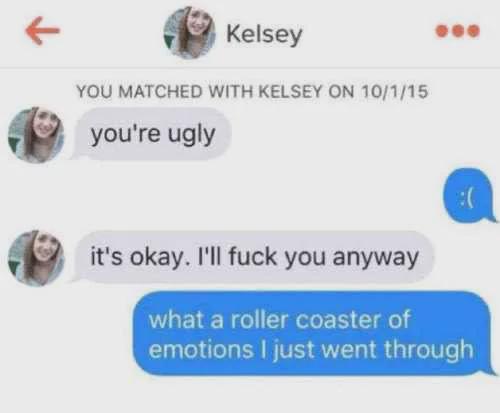 Kelsey
YOU MATCHED WITH KELSEY ON 10/1/15
you're ugly
:(
it's okay. I'll fuck you anyway
what a roller coaster of
emotions I just went through